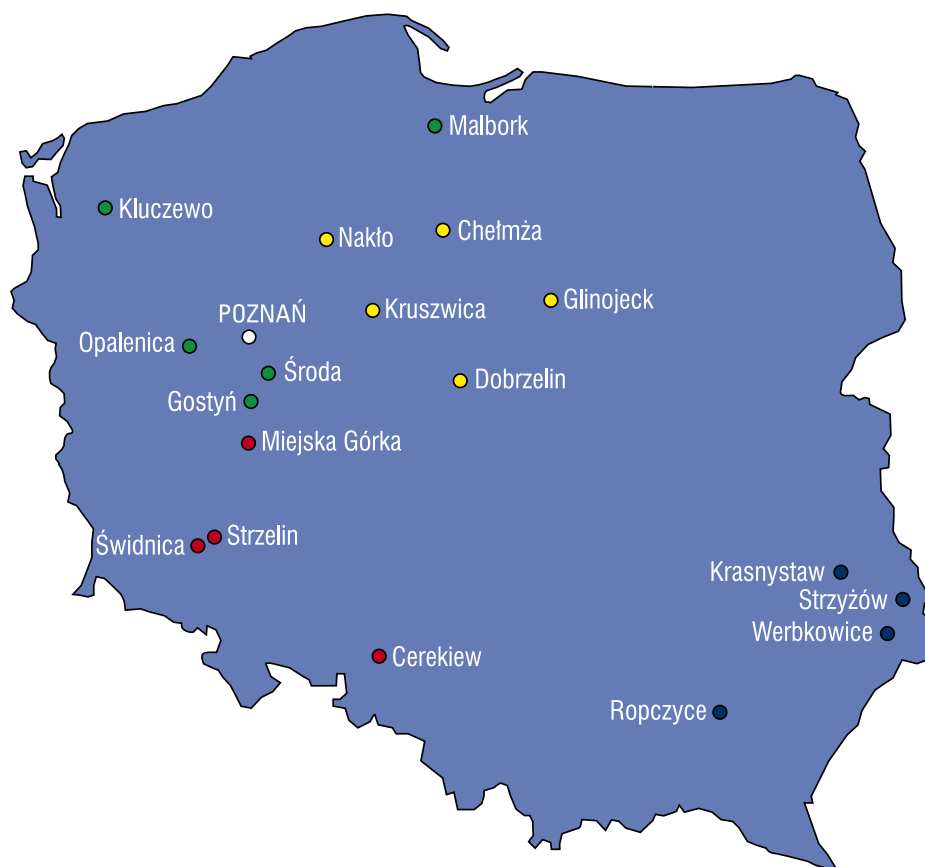 Malbork
Kluczewo
Chełmża
Nakło
Glinojeck
Kruszwica
POZNAŃ
Opalenica
Środa
Dobrzelin
Gostyń
Miejska Górka
Strzelin
Świdnica
Krasnystaw
Strzyżów
Werbkowice
Cerekiew
Ropczyce